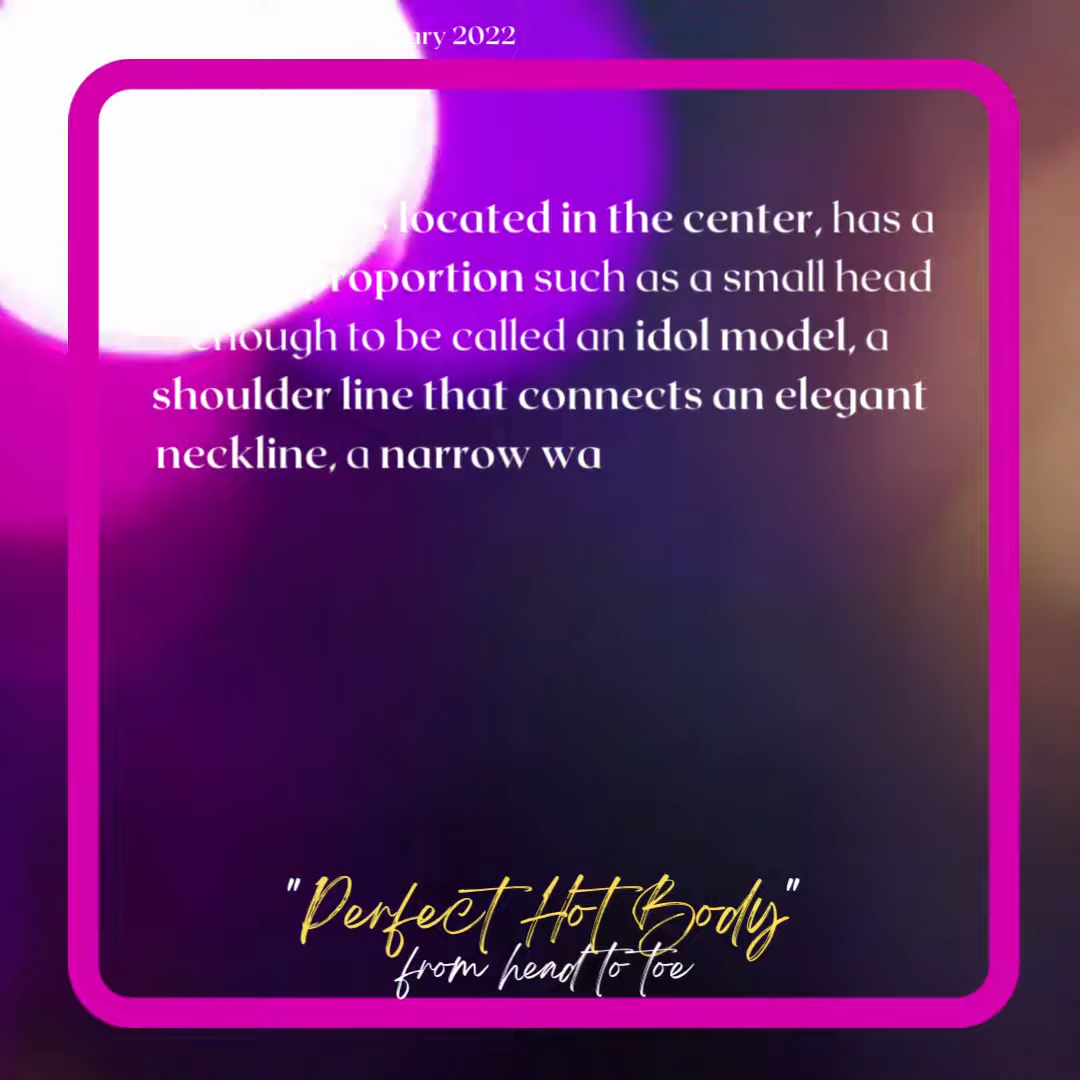 2022
located in the center, has a
such as a small head
enough to be called an idol model, a
shoulder line that connects an elegant
neckline, a narrow wa
"Perfect Hot Body"
from head to toe